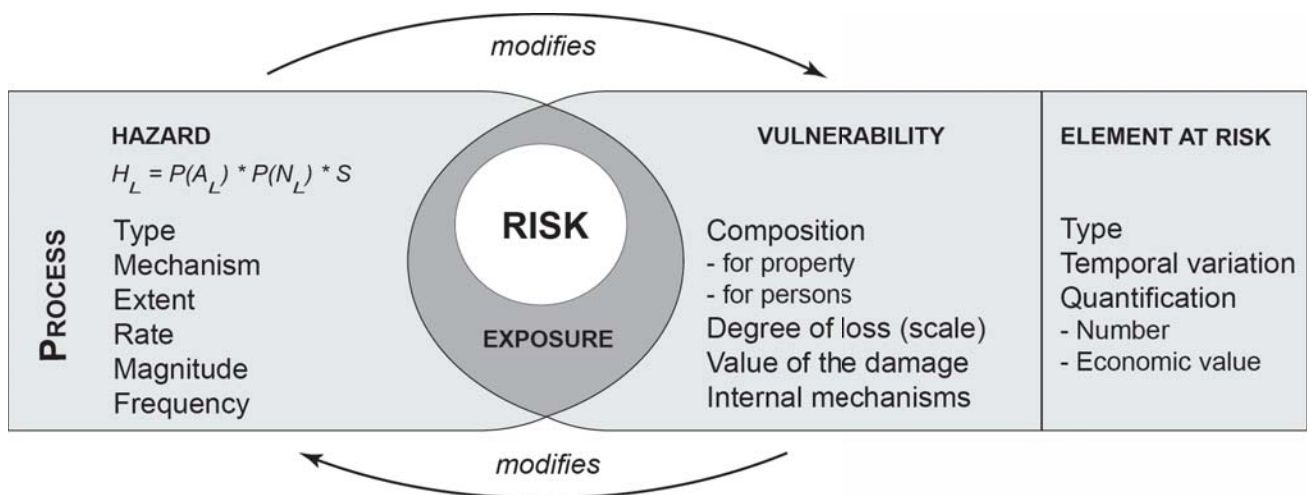 modifies
PROCESS
HAZARD
H_L = P(A_L) * P(N_L) * S
Type
Mechanism
Extent
Rate
Magnitude
Frequency
RISK
EXPOSURE
VULNERABILITY
Composition
- for property
- for persons
Degree of loss (scale)
Value of the damage
Internal mechanisms
ELEMENT AT RISK
Type
Temporal variation
Quantification
- Number
- Economic value
modifies